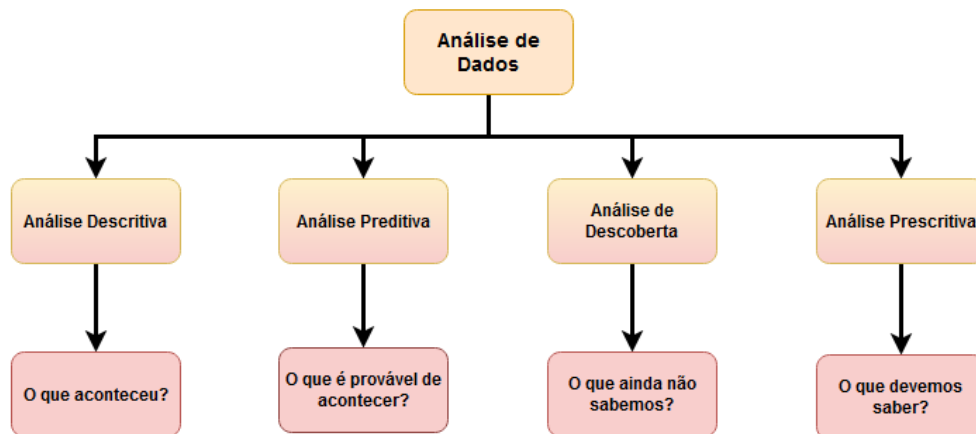 Análise de
Dados
Análise Descritiva
Análise Preditiva
Análise de
Descoberta
Análise Prescritiva
O que aconteceu?
O que é provável de
acontecer?
O que ainda não
sabemos?
O que devemos
saber?